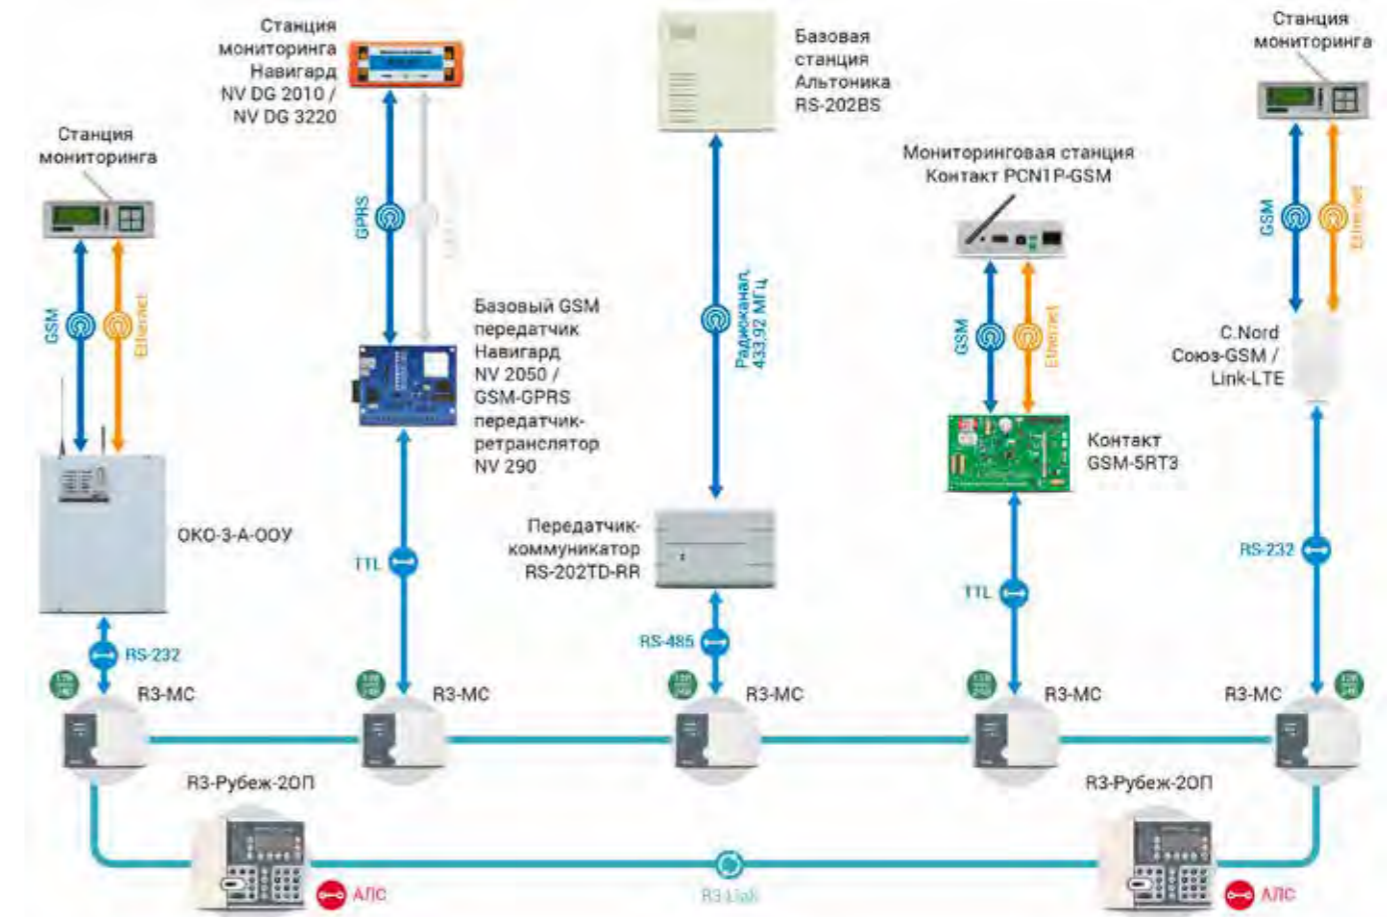 Станция
мониторинга
Навигард
NV DG 2010 /
NV DG 3220
Базовая
станция
Альтоника
RS-202BS
Станция
мониторинга
Станция
мониторинга
Мониторинговая станция
Контакт PCN1P-GSM
GPRS
GSM
Ethernet
GSM
Ethernet
Радиоканал,
433,92 МГц
GSM
Ethernet
Базовый GSM
передатчик
Навигард
NV 2050 /
GSM-GPRS
передатчик-
ретранслятор
NV 290
C.Nord
Союз-GSM /
Link-LTE
Контакт
GSM-5RT3
ОКО-3-А-ООУ
Передатчик-
коммуникатор
RS-202TD-RR
TTL
TTL
RS-232
RS-232
RS-485
R3-МС
R3-МС
R3-МС
R3-МС
R3-МС
R3-Рубеж-2ОП
R3-Рубеж-2ОП
АЛС
R3-Link
АЛС